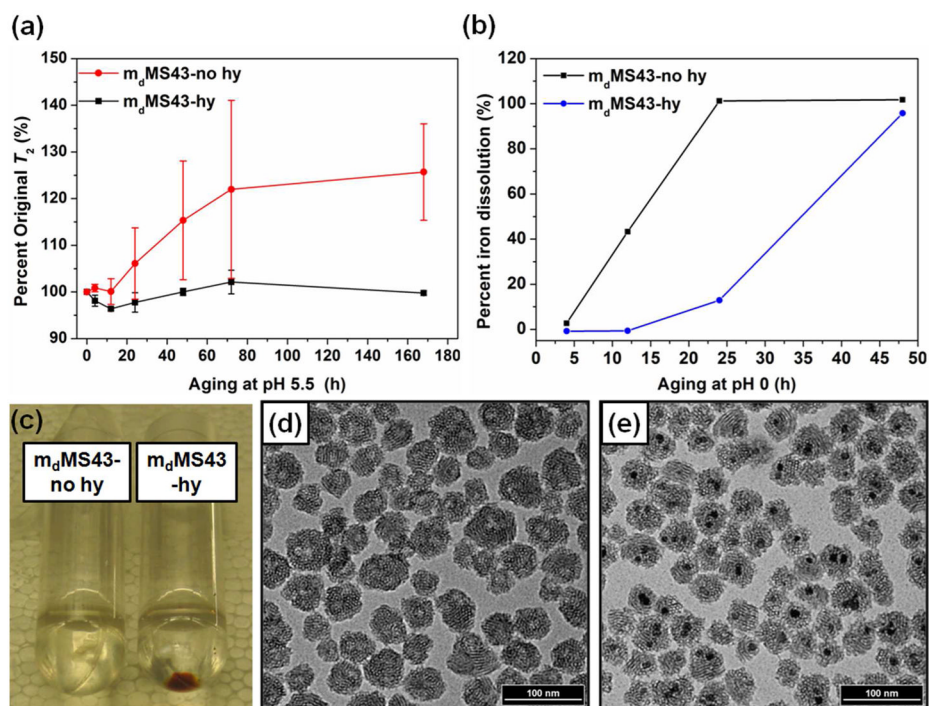 (a)
150
140
130
120
110
100
90
0 20 40 60 80 100 120 140 160 180
Percent Original T2 (%)
Aging at pH 5.5 (h)
mdMS43-no hy
mdMS43-hy
(b)
120
100
80
60
40
20
0
0 5 10 15 20 25 30 35 40 45 50
Percent iron dissolution (%)
Aging at pH 0 (h)
mdMS43-no hy
mdMS43-hy
(c)
mdMS43-
no hy
mdMS43
-hy
(d)
100 nm
(e)
100 nm